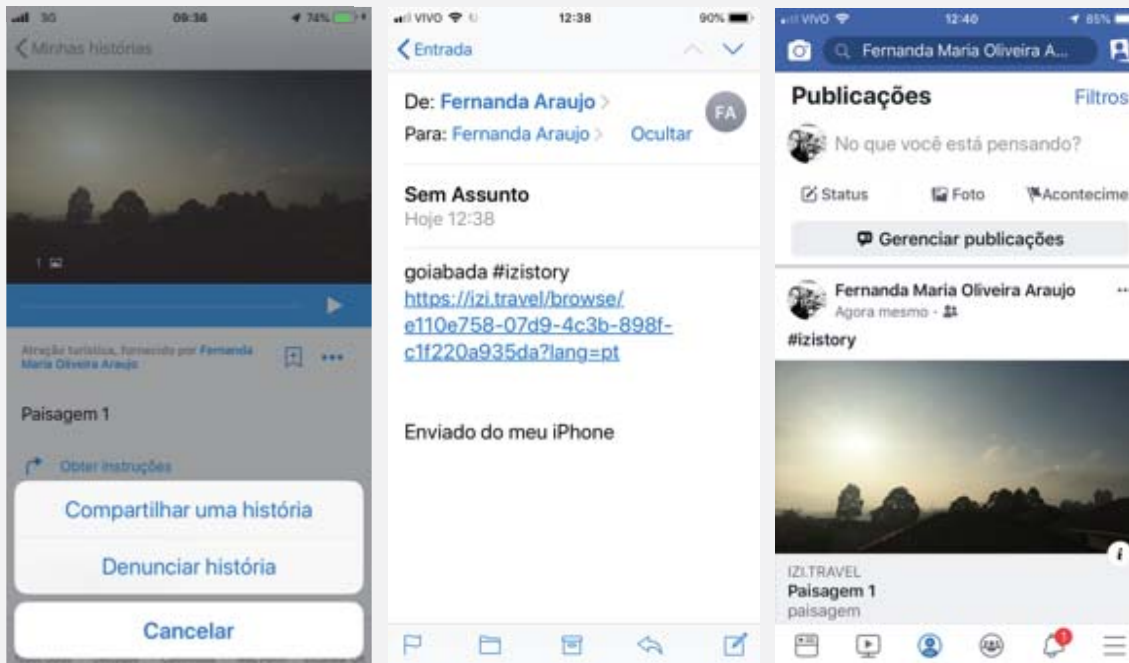 3G 09:36 74%
Minhas histórias
1
Atração turística, fornecido por Fernanda
Maria Oliveira Araujo
Paisagem 1
Obter instruções
Compartilhar uma história
Denunciar história
Cancelar
VIVO 12:38 90%
Entrada
De: Fernanda Araujo
FA
Para: Fernanda Araujo Ocultar
Sem Assunto
Hoje 12:38
goiabada #izistory
https://izi.travel/browse/
e110e758-07d9-4c3b-898f-
c1f220a935da?lang=pt
Enviado do meu iPhone
VIVO 12:40 85%
Fernanda Maria Oliveira A...
Publicações Filtros
No que você está pensando?
Status Foto Acontecime
Gerenciar publicações
Fernanda Maria Oliveira Araujo ...
Agora mesmo -
#izistory
i
IZI.TRAVEL
Paisagem 1
paisagem
1